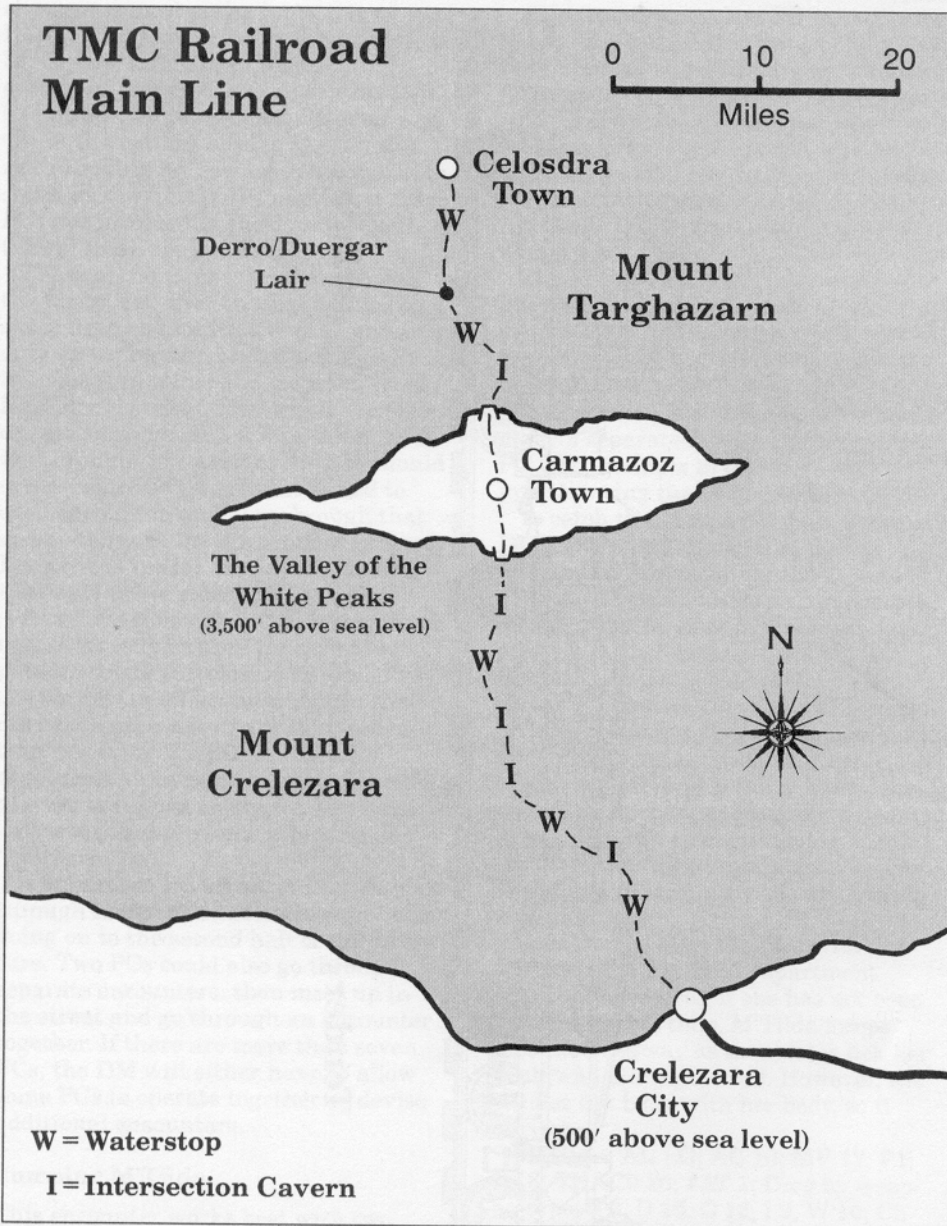 TMC Railroad
Main Line
0 10 20
Miles
Celosdra
Town
W
Derro/Duergar
Lair
Mount
Targhazarn
W
I
Carmazoz
Town
The Valley of the
White Peaks
(3,500′ above sea level)
I
W
N
I
Mount
Crelezara
I
W
I
W
Crelezara
City
(500′ above sea level)
W = Waterstop
I = Intersection Cavern